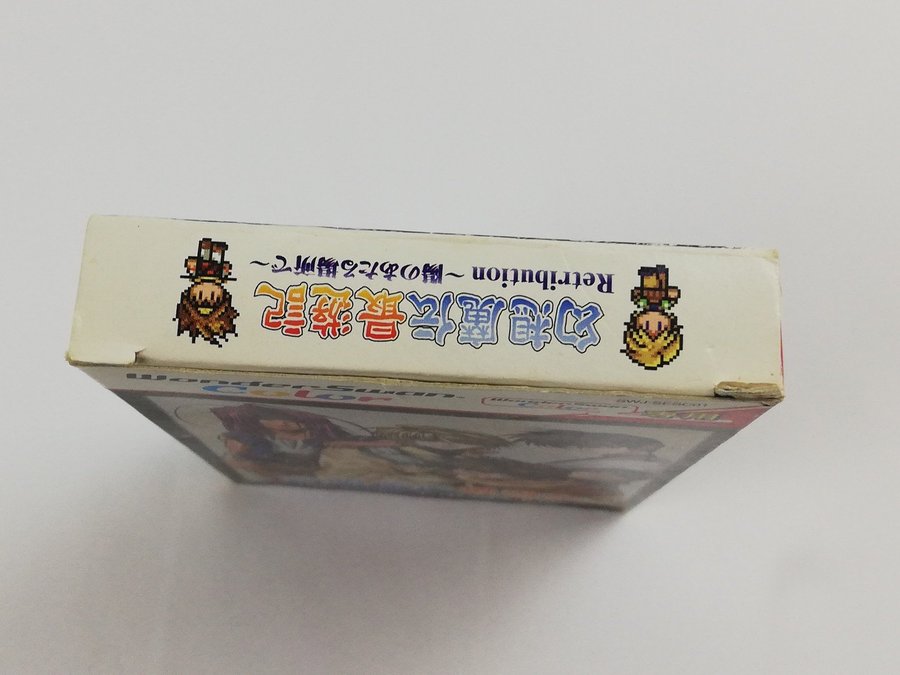 幻想魔伝最遊記
Retribution ~陽のあたる場所で~
WonderSwan Color